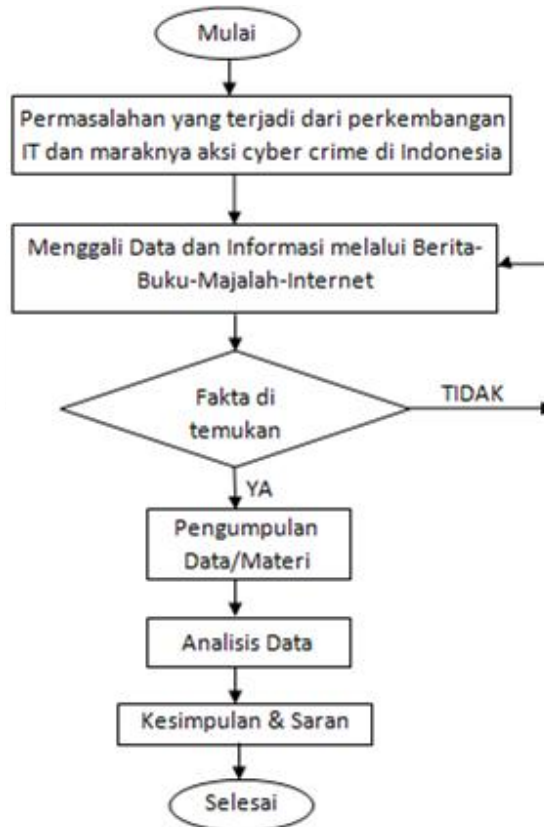 Mulai
Permasalahan yang terjadi dari perkembangan
IT dan maraknya aksi cyber crime di Indonesia
Menggali Data dan Informasi melalui Berita-
Buku-Majalah-Internet
Fakta di
temukan
TIDAK
YA
Pengumpulan
Data/Materi
Analisis Data
Kesimpulan & Saran
Selesai